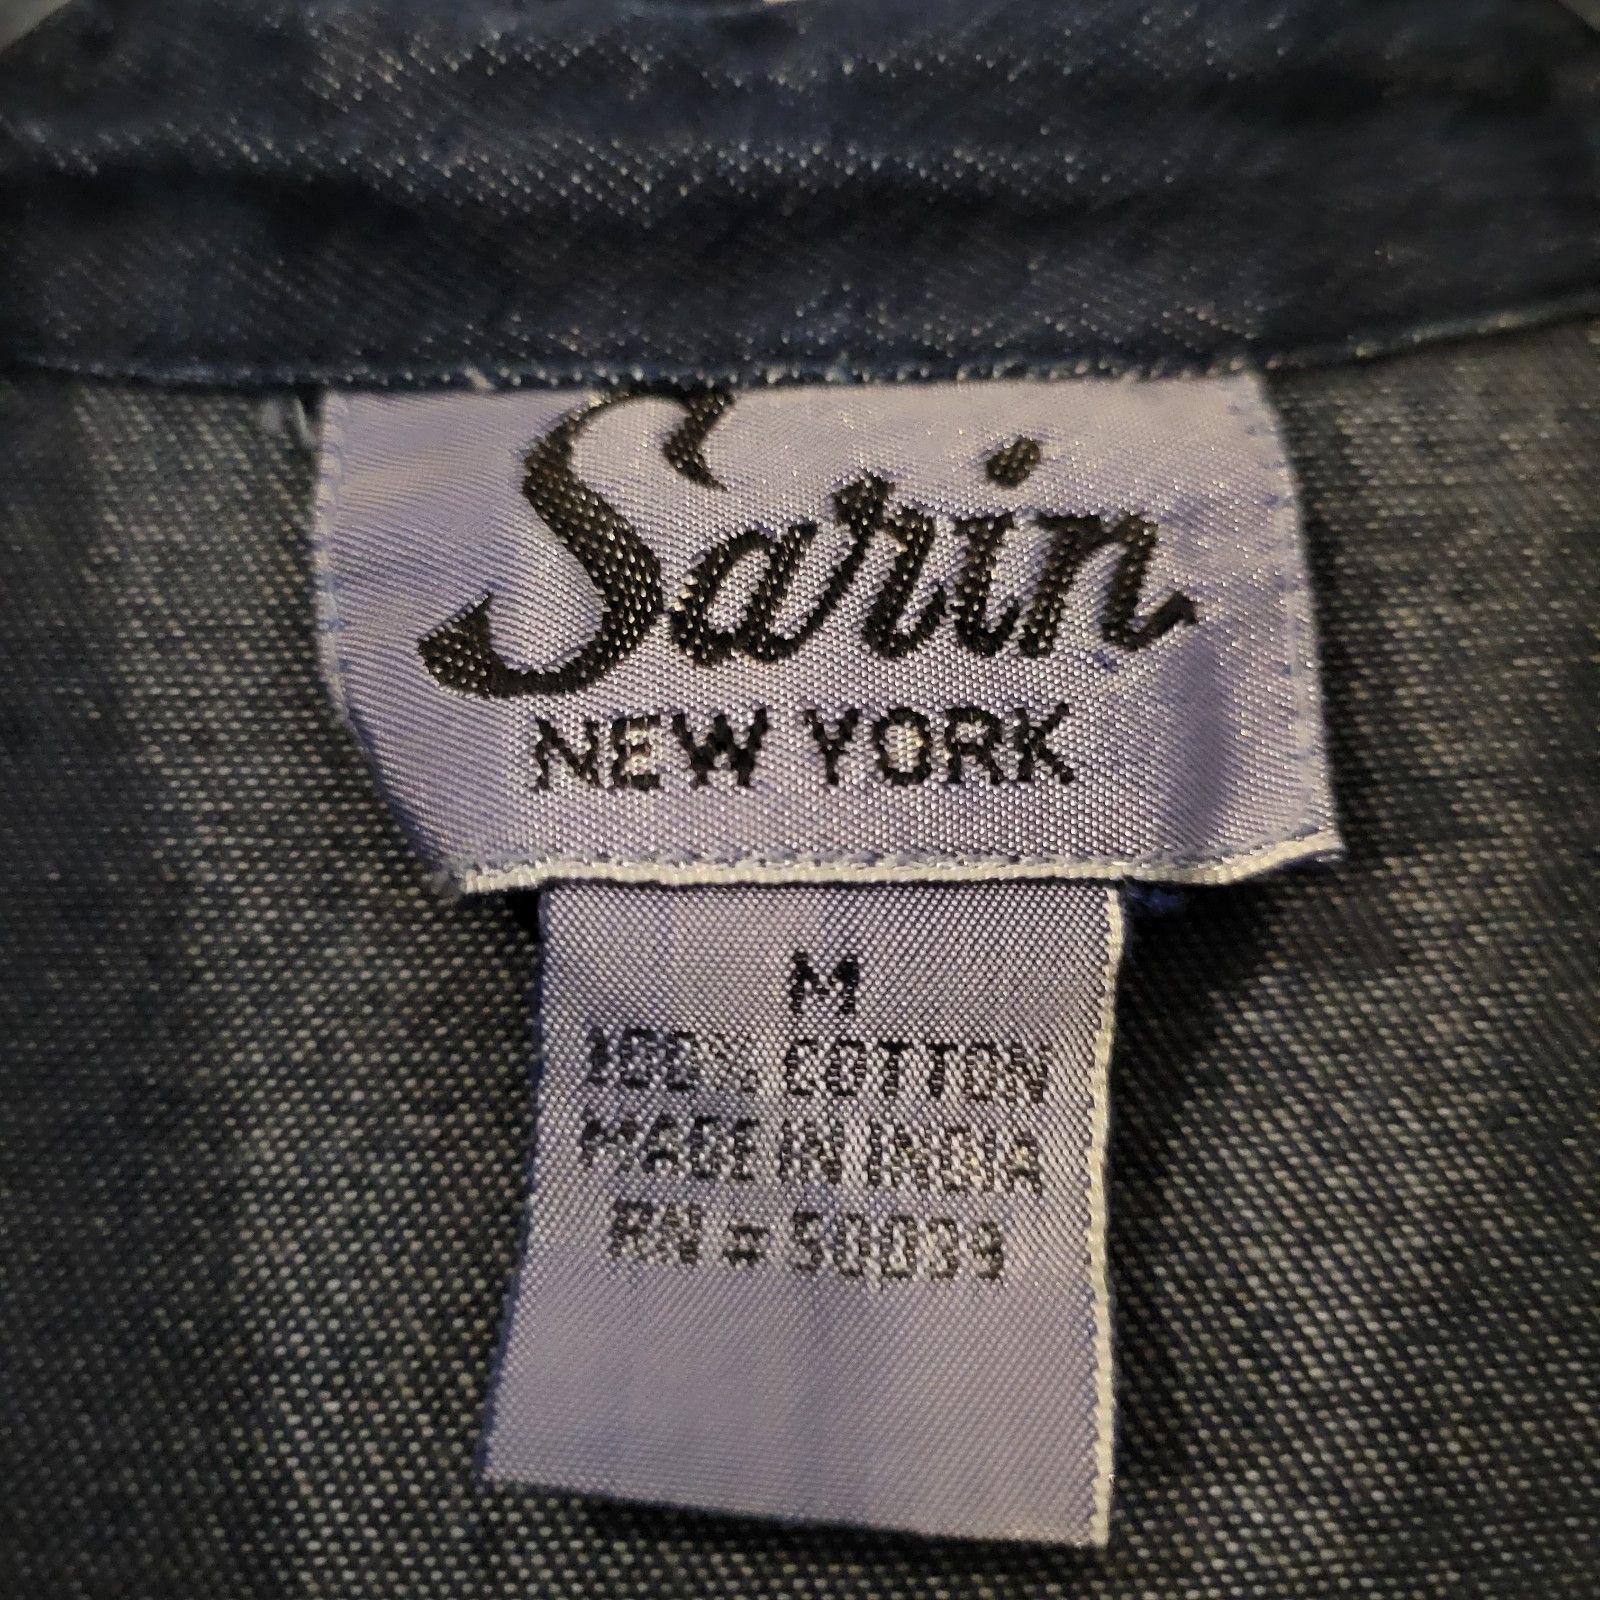 Sarin
NEW YORK
M
100% COTTON
MADE IN INDIA
RN # 50039